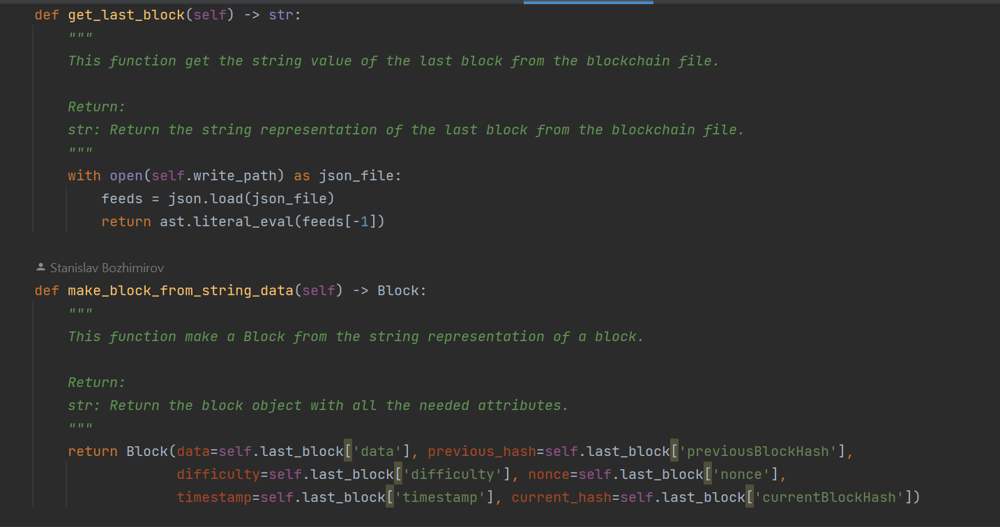 def get_last_block(self) -> str:
    """
    This function get the string value of the last block from the blockchain file.

    Return:
    str: Return the string representation of the last block from the blockchain file.
    """
    with open(self.write_path) as json_file:
        feeds = json.load(json_file)
        return ast.literal_eval(feeds[-1])

Stanislav Bozhimirov
def make_block_from_string_data(self) -> Block:
    """
    This function make a Block from the string representation of a block.

    Return:
    str: Return the block object with all the needed attributes.
    """
    return Block(data=self.last_block['data'], previous_hash=self.last_block['previousBlockHash'],
                 difficulty=self.last_block['difficulty'], nonce=self.last_block['nonce'],
                 timestamp=self.last_block['timestamp'], current_hash=self.last_block['currentBlockHash'])